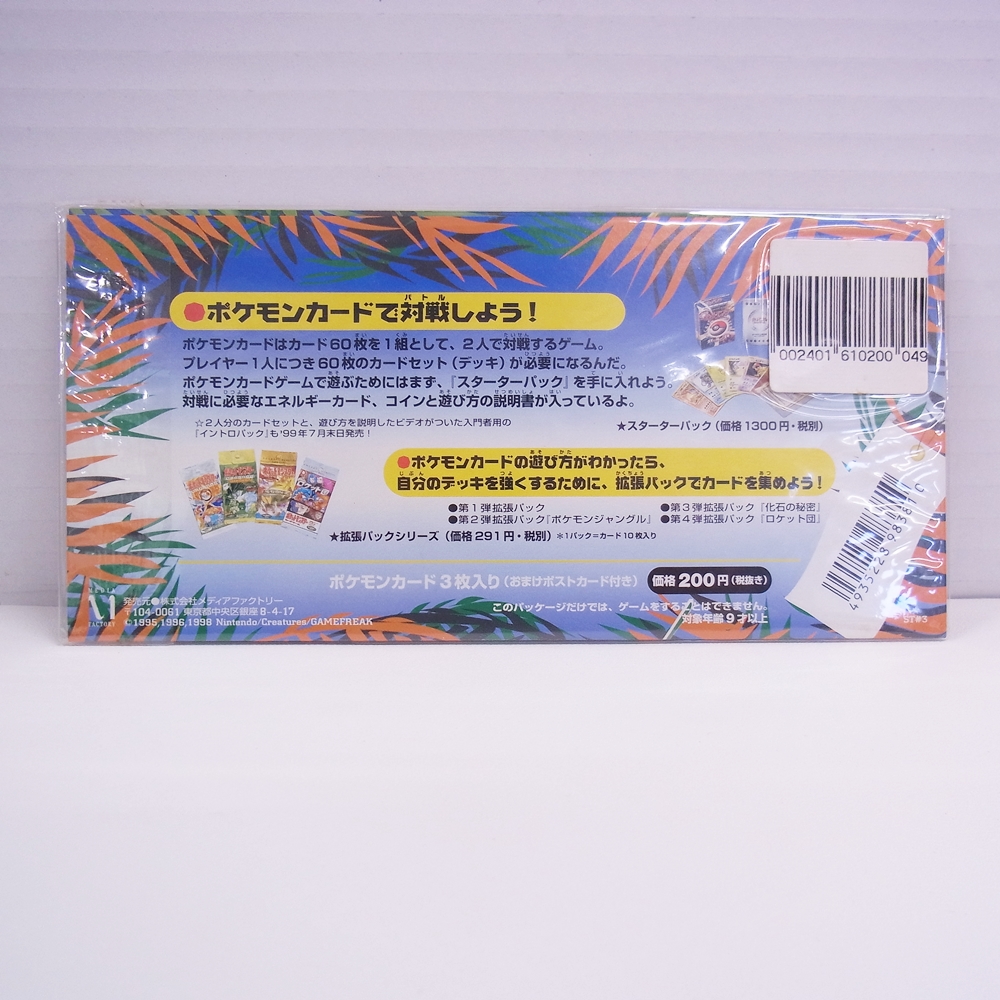 ●ポケモンカードで対戦しよう!
バトル
ポケモンカードはカード60枚を1組として、2人で対戦するゲーム。
プレイヤー1人につき60枚のカードセット(デッキ)が必要になるんだ。
ポケモンカードゲームで遊ぶためにはまず、『スターターパック』を手に入れよう。
対戦に必要なエネルギーカード、コインと遊び方の説明書が入っているよ。
☆2人分のカードセットと、遊び方を説明したビデオがついた入門者用の
『イントロパック』も'99年7月末日発売!
★スターターパック(価格1300円・税別)
002401 610200 049
●ポケモンカードの遊び方がわかったら、
自分のデッキを強くするために、拡張パックでカードを集めよう!
●第1弾拡張パック
●第2弾拡張パック『ポケモンジャングル』
●第3弾拡張パック『化石の秘密』
●第4弾拡張パック『ロケット団』
★拡張パックシリーズ(価格291円・税別)※1パック=カード10枚入り
ポケモンカード3枚入り(おまけポストカード付き) 価格200円(税抜き)
このパッケージだけでは、ゲームをすることはできません。
対象年齢9才以上
MEDIA
FACTORY
発売元●株式会社メディアファクトリー
〒104-0061 東京都中央区銀座8-4-17
©1995,1996,1998 Nintendo/Creatures/GAMEFREAK
ST#3